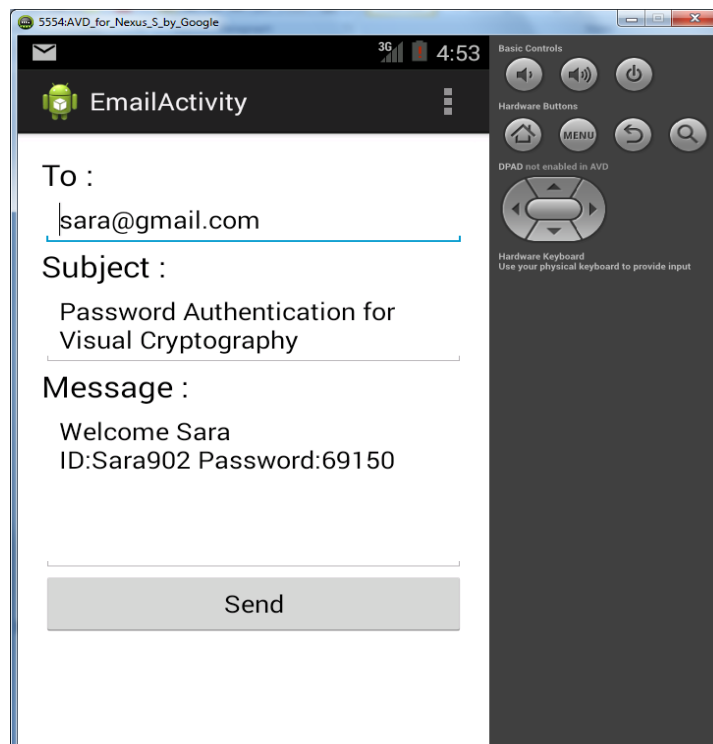 5554:AVD_for_Nexus_S_by_Google
3G 4:53
EmailActivity
To :
sara@gmail.com
Subject :
Password Authentication for
Visual Cryptography
Message :
Welcome Sara
ID:Sara902 Password:69150
Send
Basic Controls
Hardware Buttons
MENU
DPAD not enabled in AVD
Hardware Keyboard
Use your physical keyboard to provide input